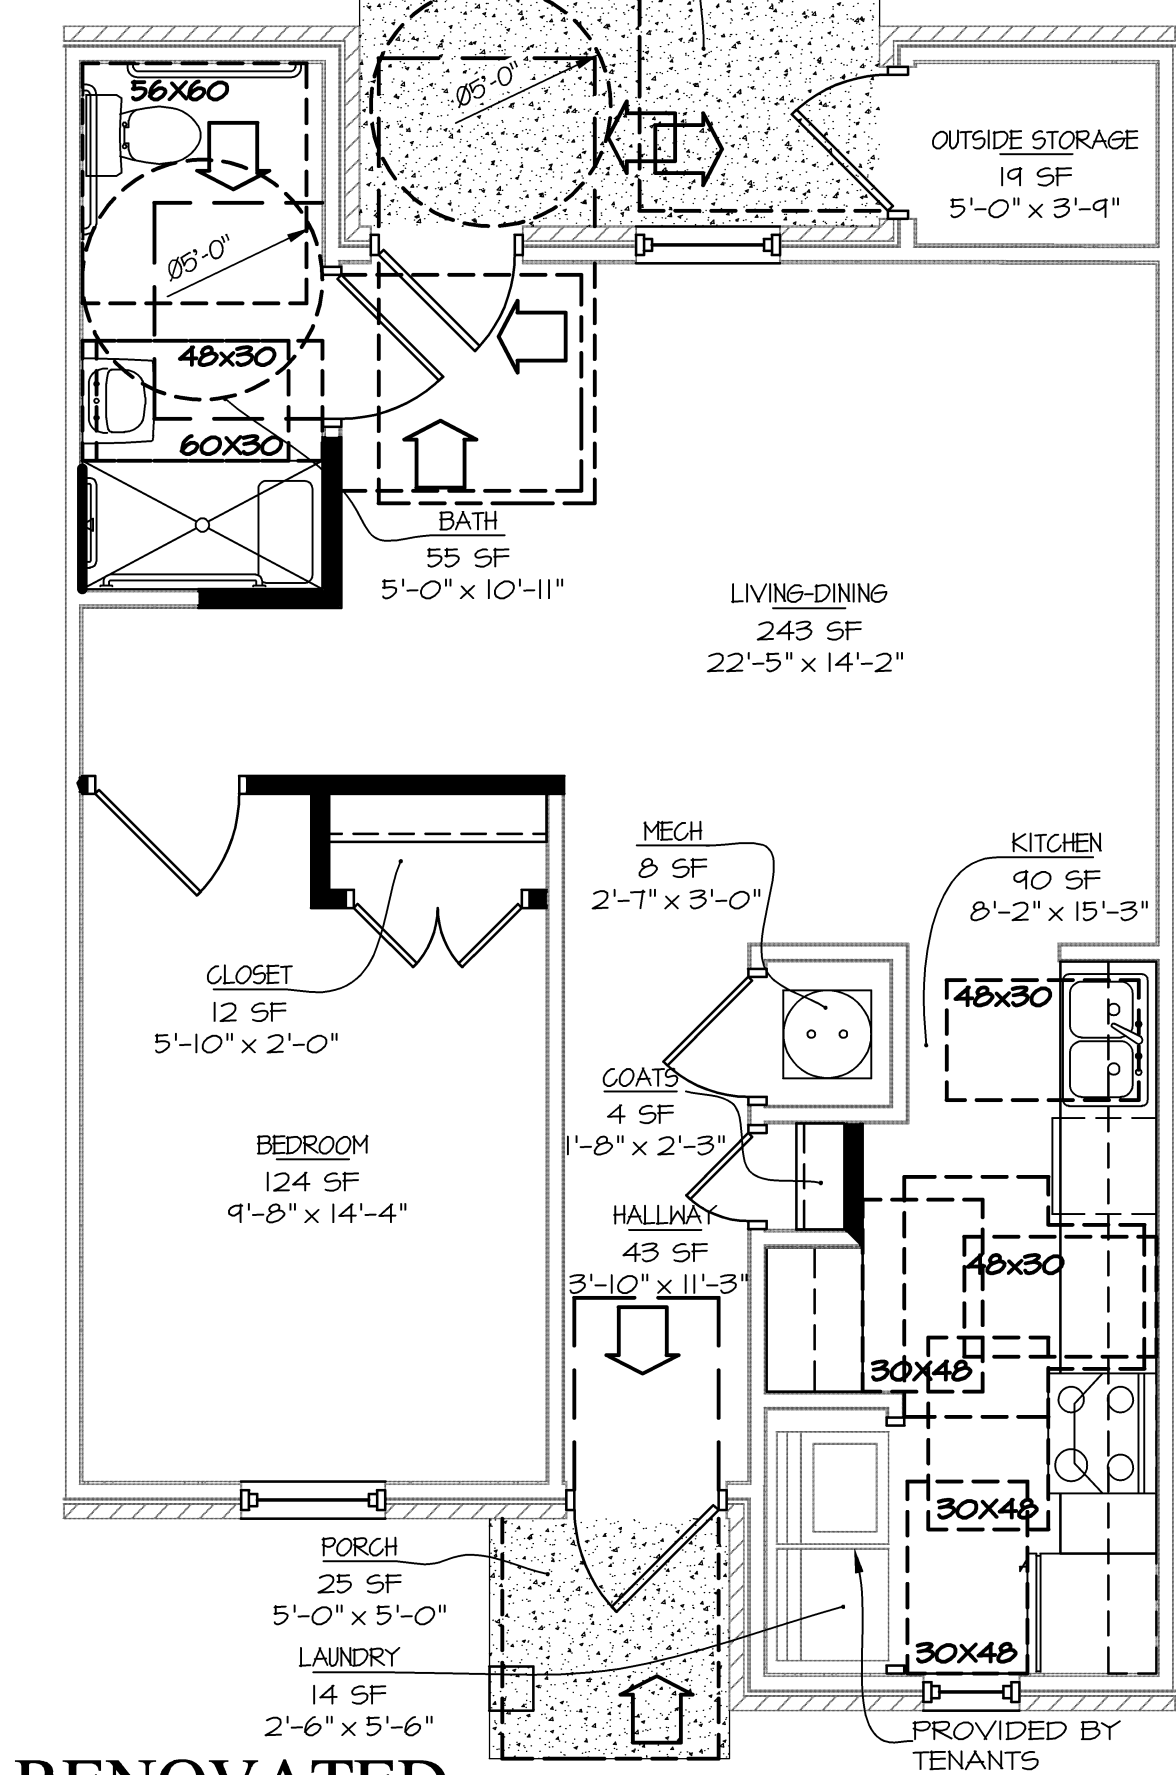 56X60
Ø5'-0"
OUTSIDE STORAGE
19 SF
5'-0" x 3'-9"
Ø5'-0"
48x30
60X30
BATH
55 SF
5'-0" x 10'-11"
LIVING-DINING
243 SF
22'-5" x 14'-2"
MECH
8 SF
2'-7" x 3'-0"
KITCHEN
90 SF
8'-2" x 15'-3"
CLOSET
12 SF
5'-10" x 2'-0"
48x30
COATS
4 SF
1'-8" x 2'-3"
BEDROOM
124 SF
9'-8" x 14'-4"
HALLWAY
43 SF
3'-10" x 11'-3"
48x30
30X48
30X48
PORCH
25 SF
5'-0" x 5'-0"
LAUNDRY
14 SF
2'-6" x 5'-6"
30X48
PROVIDED BY
TENANTS
RENOVATED